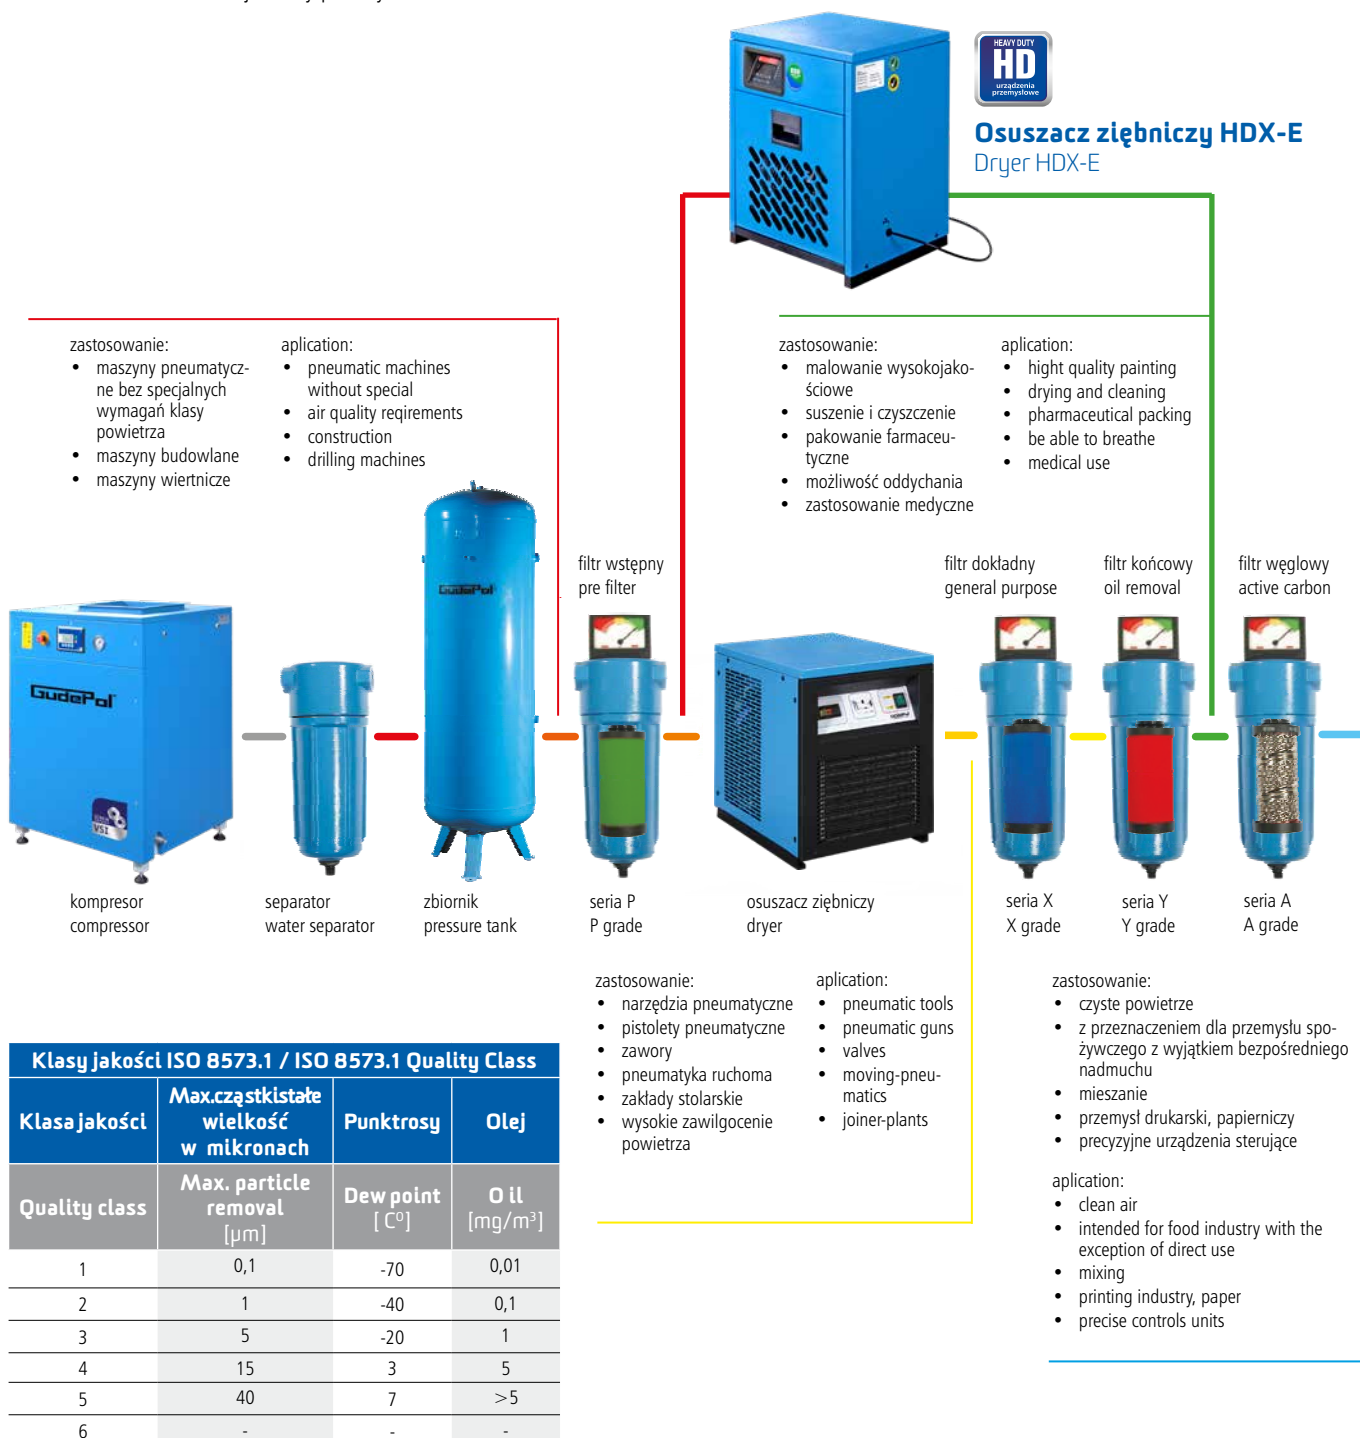 HEAVY DUTY
HD
urządzenia
przemysłowe
Osuszacz ziębniczy HDX-E
Dryer HDX-E
zastosowanie:
• maszyny pneumatycz-
ne bez specjalnych
wymagań klasy
powietrza
• maszyny budowlane
• maszyny wiertnicze
aplication:
• pneumatic machines
without special
• air quality reqirements
• construction
• drilling machines
zastosowanie:
• malowanie wysokojako-
ściowe
• suszenie i czyszczenie
• pakowanie farmaceu-
tyczne
• możliwość oddychania
• zastosowanie medyczne
aplication:
• hight quality painting
• drying and cleaning
• pharmaceutical packing
• be able to breathe
• medical use
filtr wstępny
pre filter
filtr dokładny
general purpose
filtr końcowy
oil removal
filtr węglowy
active carbon
GudePol
VSI
GudePol
kompresor
compressor
separator
water separator
zbiornik
pressure tank
seria P
P grade
osuszacz ziębniczy
dryer
seria X
X grade
seria Y
Y grade
seria A
A grade
zastosowanie:
• narzędzia pneumatyczne
• pistolety pneumatyczne
• zawory
• pneumatyka ruchoma
• zakłady stolarskie
• wysokie zawilgocenie
powietrza
aplication:
• pneumatic tools
• pneumatic guns
• valves
• moving-pneu-
matics
• joiner-plants
zastosowanie:
• czyste powietrze
• z przeznaczeniem dla przemysłu spo-
żywczego z wyjątkiem bezpośredniego
nadmuchu
• mieszanie
• przemysł drukarski, papierniczy
• precyzyjne urządzenia sterujące
aplication:
• clean air
• intended for food industry with the
exception of direct use
• mixing
• printing industry, paper
• precise controls units
Klasy jakości ISO 8573.1 / ISO 8573.1 Quality Class
Klasa jakości
Max.cząstkistałe
wielkość
w mikronach
Punktrosy
Olej
Quality class
Max. particle
removal
[µm]
Dew point
[ C⁰]
O il
[mg/m³]
1 0,1 -70 0,01
2 1 -40 0,1
3 5 -20 1
4 15 3 5
5 40 7 >5
6 - - -